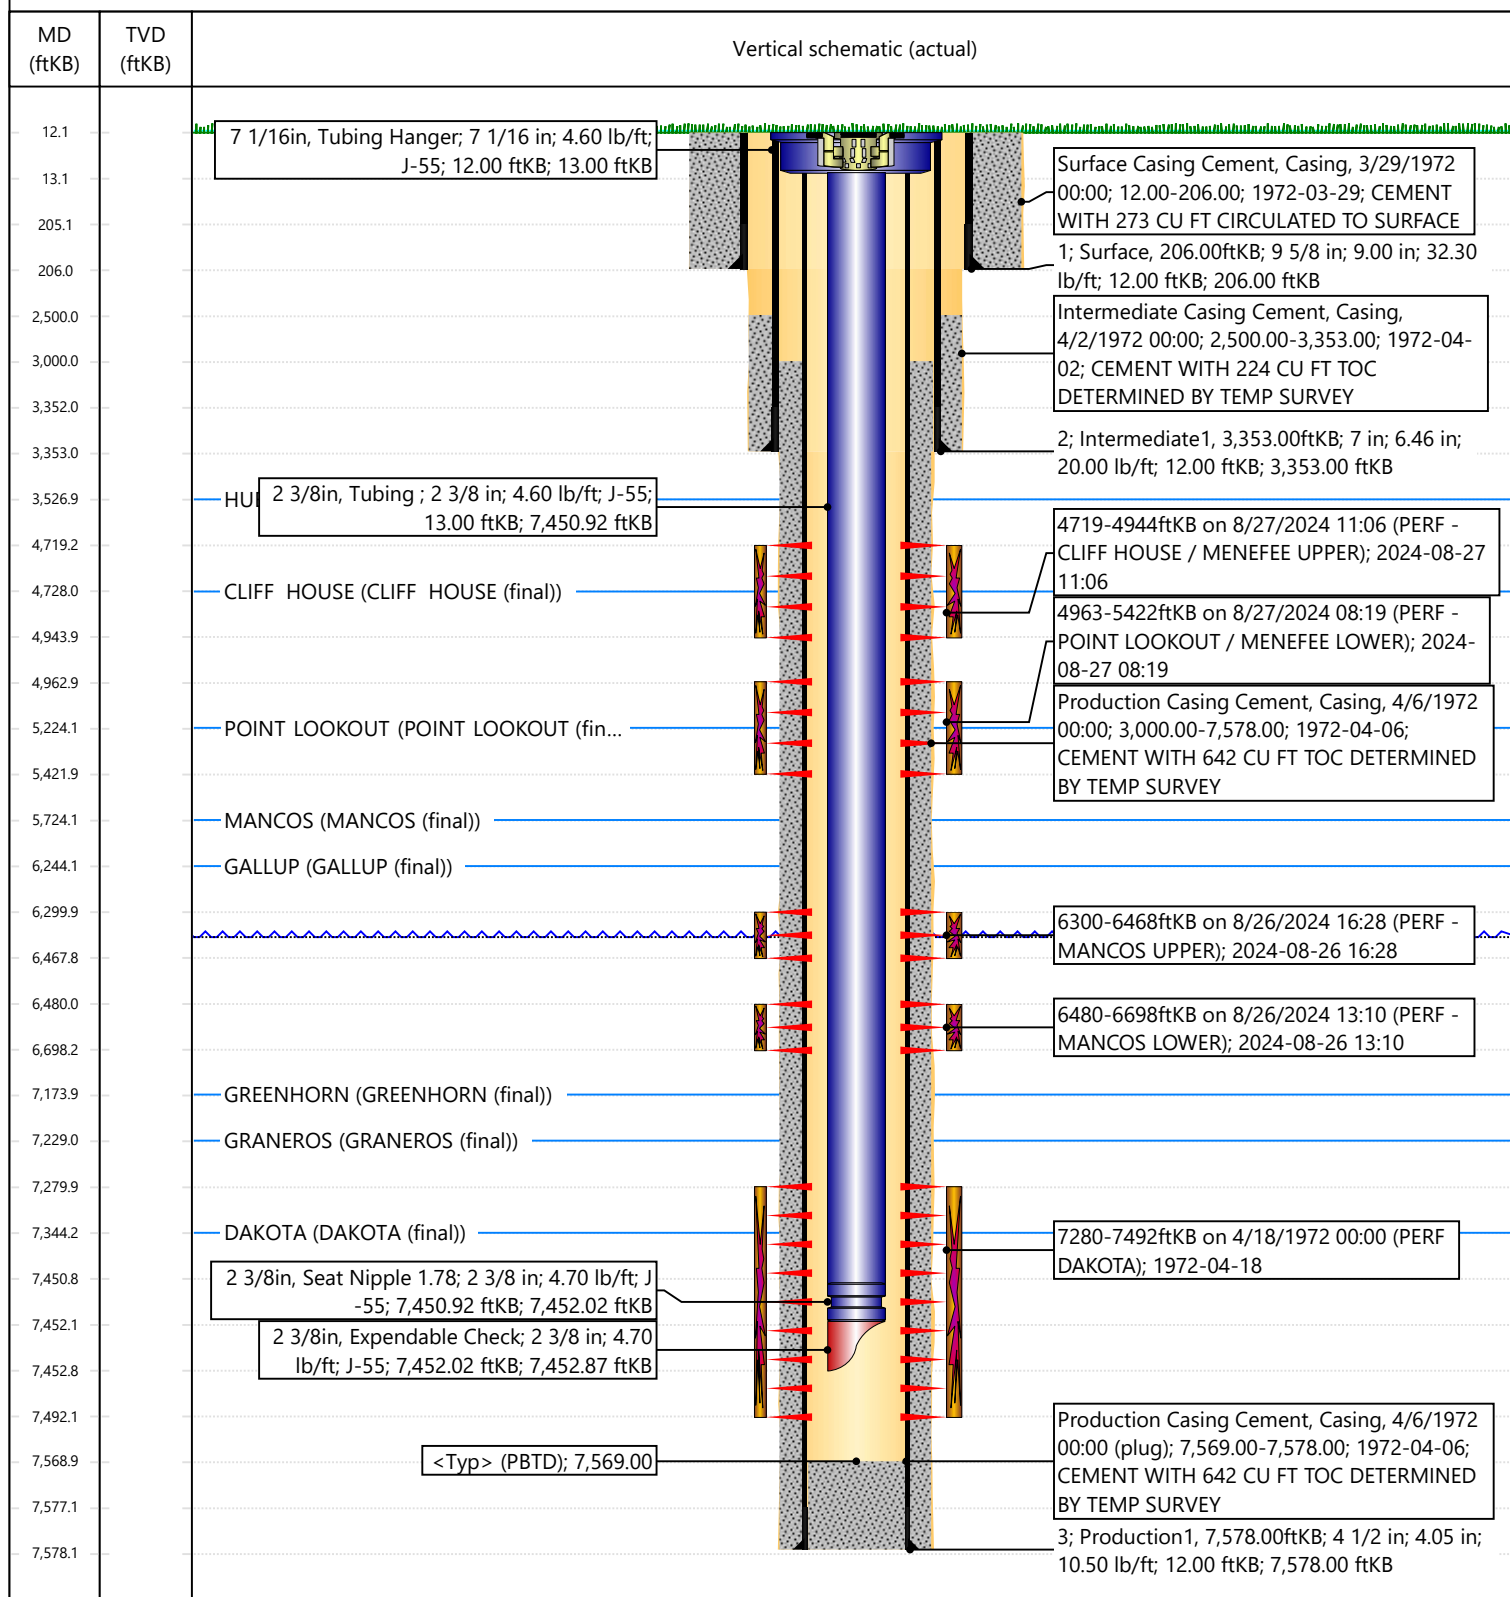 MD
(ftKB)
TVD
(ftKB)
Vertical schematic (actual)
12.1
13.1
205.1
206.0
2,500.0
3,000.0
3,352.0
3,353.0
3,526.9
4,719.2
4,728.0
4,943.9
4,962.9
5,224.1
5,421.9
5,724.1
6,244.1
6,299.9
6,467.8
6,480.0
6,698.2
7,173.9
7,229.0
7,279.9
7,344.2
7,450.8
7,452.1
7,452.8
7,492.1
7,568.9
7,577.1
7,578.1
7 1/16in, Tubing Hanger; 7 1/16 in; 4.60 lb/ft;
J-55; 12.00 ftKB; 13.00 ftKB
HU
2 3/8in, Tubing ; 2 3/8 in; 4.60 lb/ft; J-55;
13.00 ftKB; 7,450.92 ftKB
CLIFF HOUSE (CLIFF HOUSE (final))
POINT LOOKOUT (POINT LOOKOUT (fin...
MANCOS (MANCOS (final))
GALLUP (GALLUP (final))
GREENHORN (GREENHORN (final))
GRANEROS (GRANEROS (final))
DAKOTA (DAKOTA (final))
2 3/8in, Seat Nipple 1.78; 2 3/8 in; 4.70 lb/ft; J
-55; 7,450.92 ftKB; 7,452.02 ftKB
2 3/8in, Expendable Check; 2 3/8 in; 4.70
lb/ft; J-55; 7,452.02 ftKB; 7,452.87 ftKB
<Typ> (PBTD); 7,569.00
Surface Casing Cement, Casing, 3/29/1972
00:00; 12.00-206.00; 1972-03-29; CEMENT
WITH 273 CU FT CIRCULATED TO SURFACE
1; Surface, 206.00ftKB; 9 5/8 in; 9.00 in; 32.30
lb/ft; 12.00 ftKB; 206.00 ftKB
Intermediate Casing Cement, Casing,
4/2/1972 00:00; 2,500.00-3,353.00; 1972-04-
02; CEMENT WITH 224 CU FT TOC
DETERMINED BY TEMP SURVEY
2; Intermediate1, 3,353.00ftKB; 7 in; 6.46 in;
20.00 lb/ft; 12.00 ftKB; 3,353.00 ftKB
4719-4944ftKB on 8/27/2024 11:06 (PERF -
CLIFF HOUSE / MENEFEE UPPER); 2024-08-27
11:06
4963-5422ftKB on 8/27/2024 08:19 (PERF -
POINT LOOKOUT / MENEFEE LOWER); 2024-
08-27 08:19
Production Casing Cement, Casing, 4/6/1972
00:00; 3,000.00-7,578.00; 1972-04-06;
CEMENT WITH 642 CU FT TOC DETERMINED
BY TEMP SURVEY
6300-6468ftKB on 8/26/2024 16:28 (PERF -
MANCOS UPPER); 2024-08-26 16:28
6480-6698ftKB on 8/26/2024 13:10 (PERF -
MANCOS LOWER); 2024-08-26 13:10
7280-7492ftKB on 4/18/1972 00:00 (PERF
DAKOTA); 1972-04-18
Production Casing Cement, Casing, 4/6/1972
00:00 (plug); 7,569.00-7,578.00; 1972-04-06;
CEMENT WITH 642 CU FT TOC DETERMINED
BY TEMP SURVEY
3; Production1, 7,578.00ftKB; 4 1/2 in; 4.05 in;
10.50 lb/ft; 12.00 ftKB; 7,578.00 ftKB